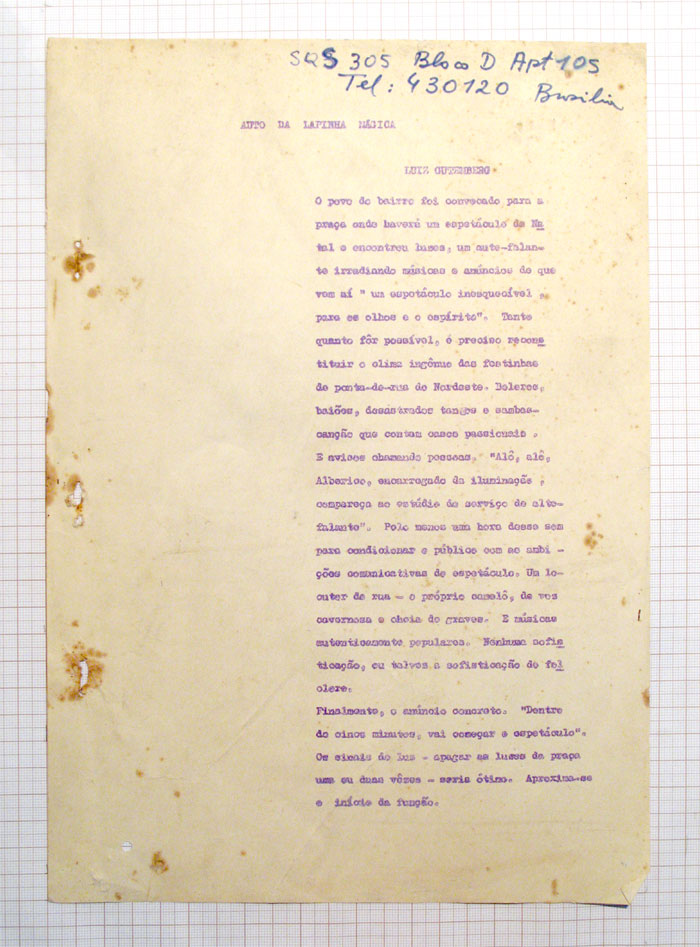 SQS 305 Bloco D Apt 105
Tel: 430120 Brasilia
AUTO DA LAPINHA MÁGICA
LUIZ GUTEMBERG
O povo do bairro foi convocado para a
praça onde haverá um espetáculo de Na
tal e encontrou luzes, um auto-falan-
te irradiando músicas e anúncios de que
vem aí " um espetáculo inesquecível ,
para os olhos e o espírito". Tanto
quanto fôr possível, é preciso recons
tituir o clima ingênuo das festinhas
de ponta-de-rua do Nordeste. Boleros,
baiões, desastrados tangos e sambas-
canção que contam casos passionais .
E avisos chamando pessoas. "Alô, alô,
Alberico, encarregado da iluminação ,
compareça ao estúdio do serviço de alto-
falante". Pelo menos uma hora desse som
para condicionar o público com as ambi -
ções comunicativas do espetáculo. Um lo-
cutor de rua - o próprio camelô, de voz
cavernosa e cheia de graves. E músicas
autenticamente populares. Nenhuma sofis
ticação, ou talvez a sofisticação do fol
clore.
Finalmente, o anúncio concreto. "Dentro
de cinco minutos, vai começar o espetáculo".
Os sinais de luz - apagar as luzes da praça
uma ou duas vêzes - seria ótimo. Aproxima-se
o início da função.